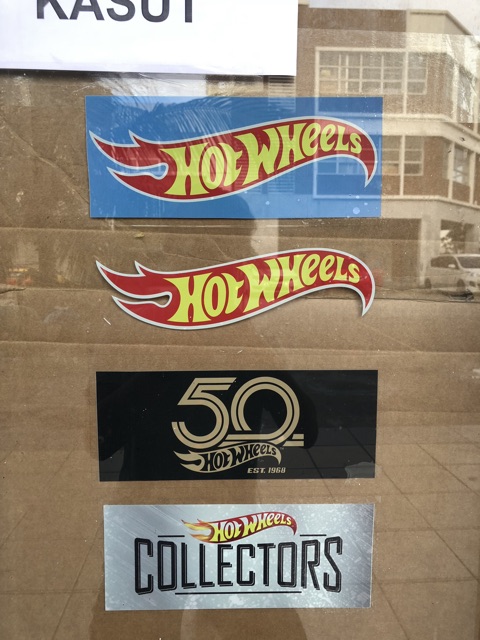 KASUT
HOT WHEELS
HOT WHEELS
50
HOT WHEELS
EST. 1968
HOT WHEELS
COLLECTORS